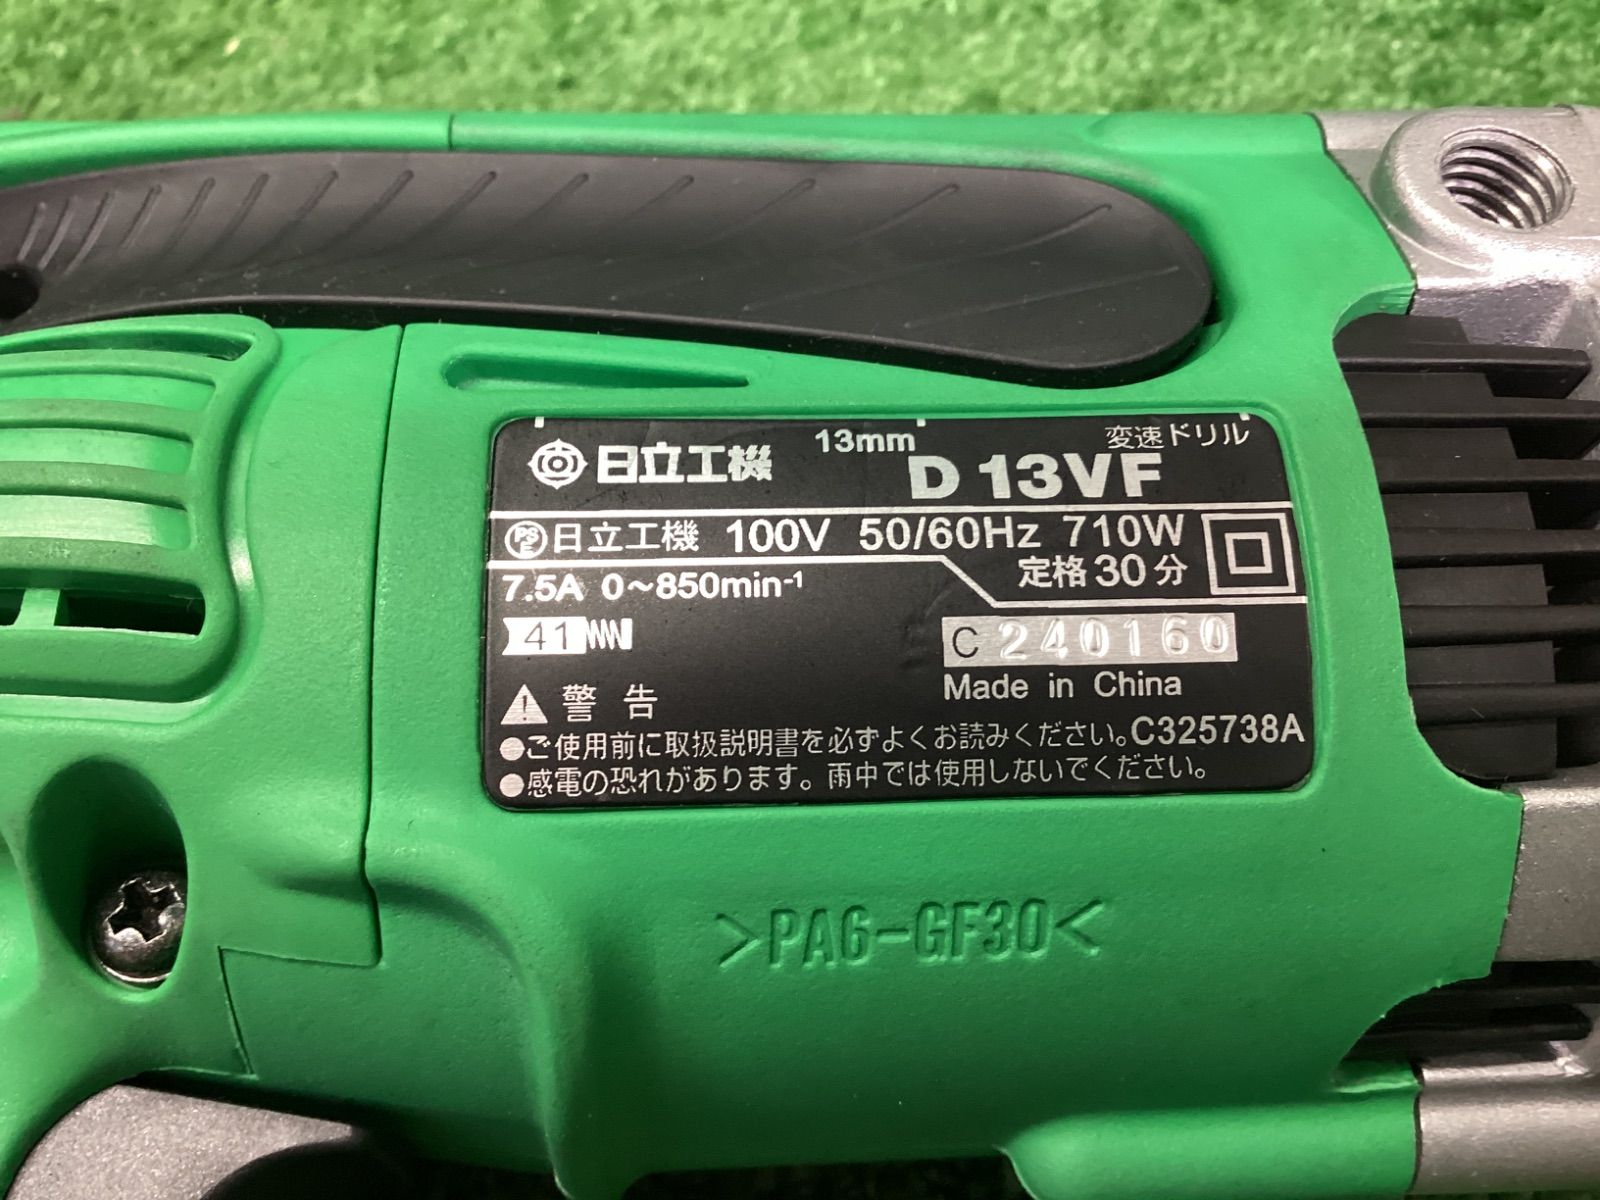 日立工機 13mm 変速ドリル
D 13VF
PSE 日立工機 100V 50/60Hz 710W
定格30分
7.5A 0～850min⁻¹
41
C 240160
Made in China
警告
●ご使用前に取扱説明書を必ずよくお読みください。C325738A
●感電の恐れがあります。雨中では使用しないでください。
>PA6-GF30<